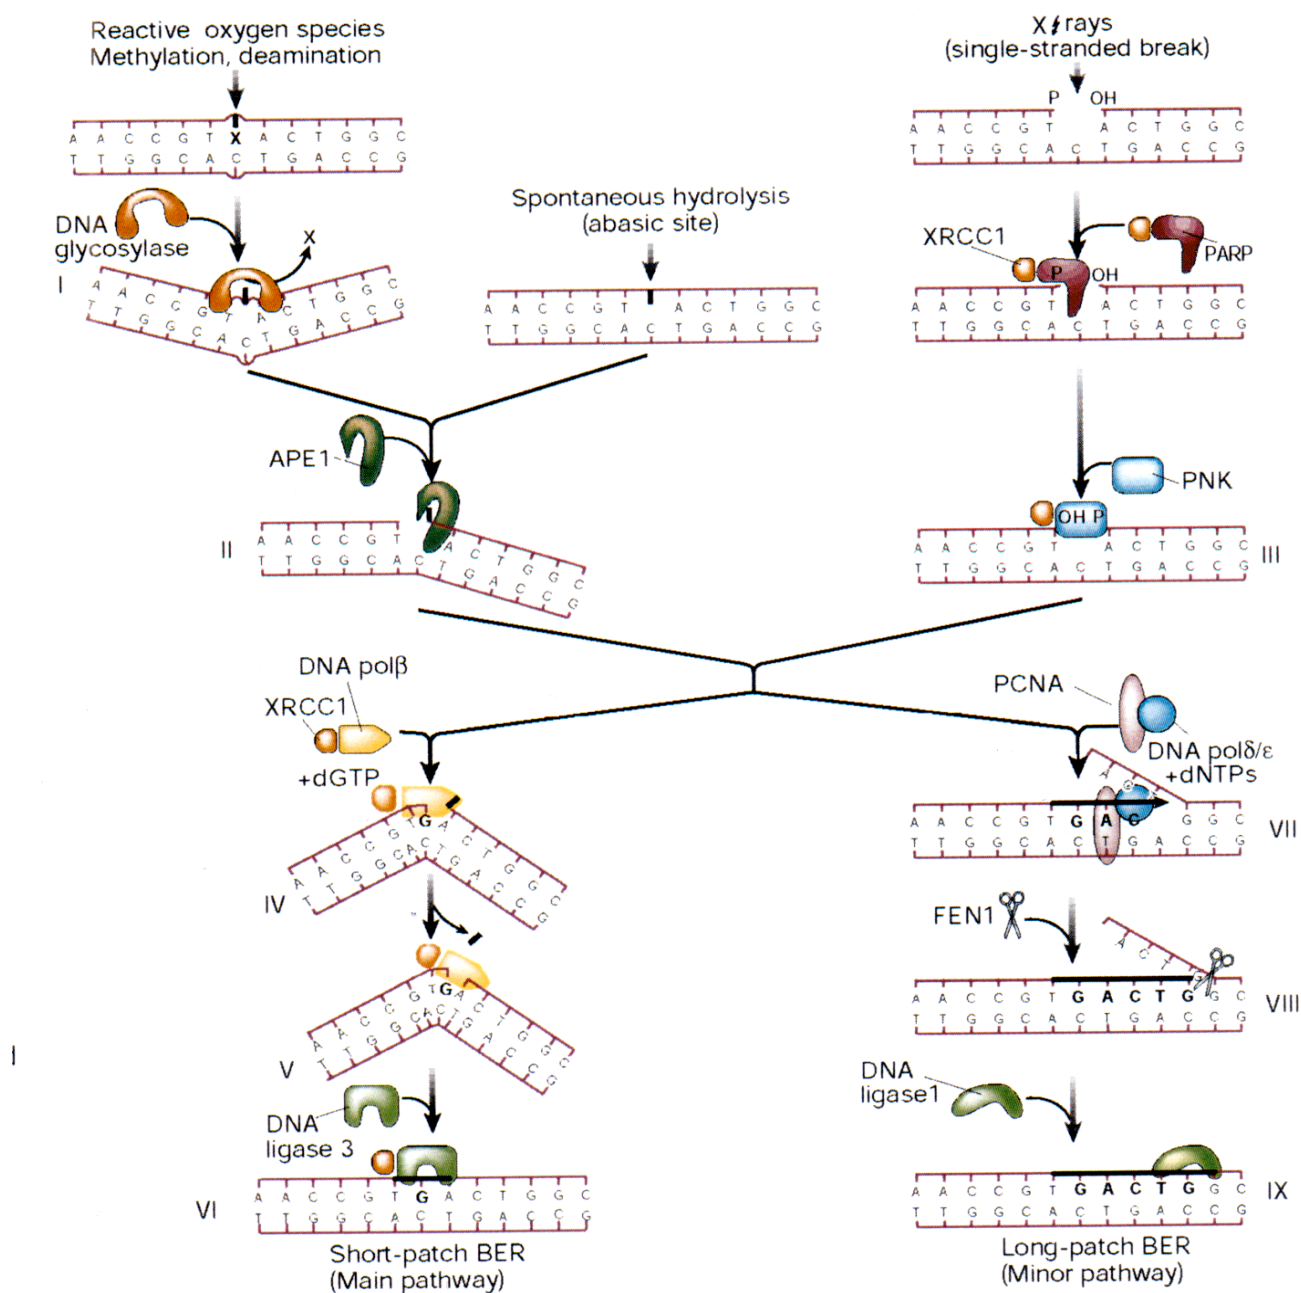 Reactive oxygen species
Methylation, deamination
X rays
(single-stranded break)
P OH
A A C C G T X A C T G G C
T T G G C A C T G A C C G
A A C C G T A C T G G C
T T G G C A C T G A C C G
DNA
glycosylase
X
Spontaneous hydrolysis
(abasic site)
XRCC1
PARP
I
A A C C G T A C T G G C
T T G G C A C T G A C C G
A A C C G T A C T G G C
T T G G C A C T G A C C G
P OH
A A C C G T A C T G G C
T T G G C A C T G A C C G
APE1
PNK
OH P
II
A A C C G T A C T G G C
T T G G C A C T G A C C G
A A C C G T A C T G G C
T T G G C A C T G A C C G
III
DNA polβ
XRCC1
+dGTP
PCNA
DNA polδ/ε
+dNTPs
IV
A A C C G T G A C T G G C
T T G G C A C T G A C C G
A G
A A C C G T G A C G G C
T T G G C A C T G A C C G
VII
FEN1
V
A A C C G T G A C T G G C
T T G G C A C T G A C C G
A C T G
A A C C G T G A C T G G C
T T G G C A C T G A C C G
VIII
I
DNA
ligase 3
DNA
ligase1
VI
A A C C G T G A C T G G C
T T G G C A C T G A C C G
A A C C G T G A C T G G C
T T G G C A C T G A C C G
IX
Short-patch BER
(Main pathway)
Long-patch BER
(Minor pathway)